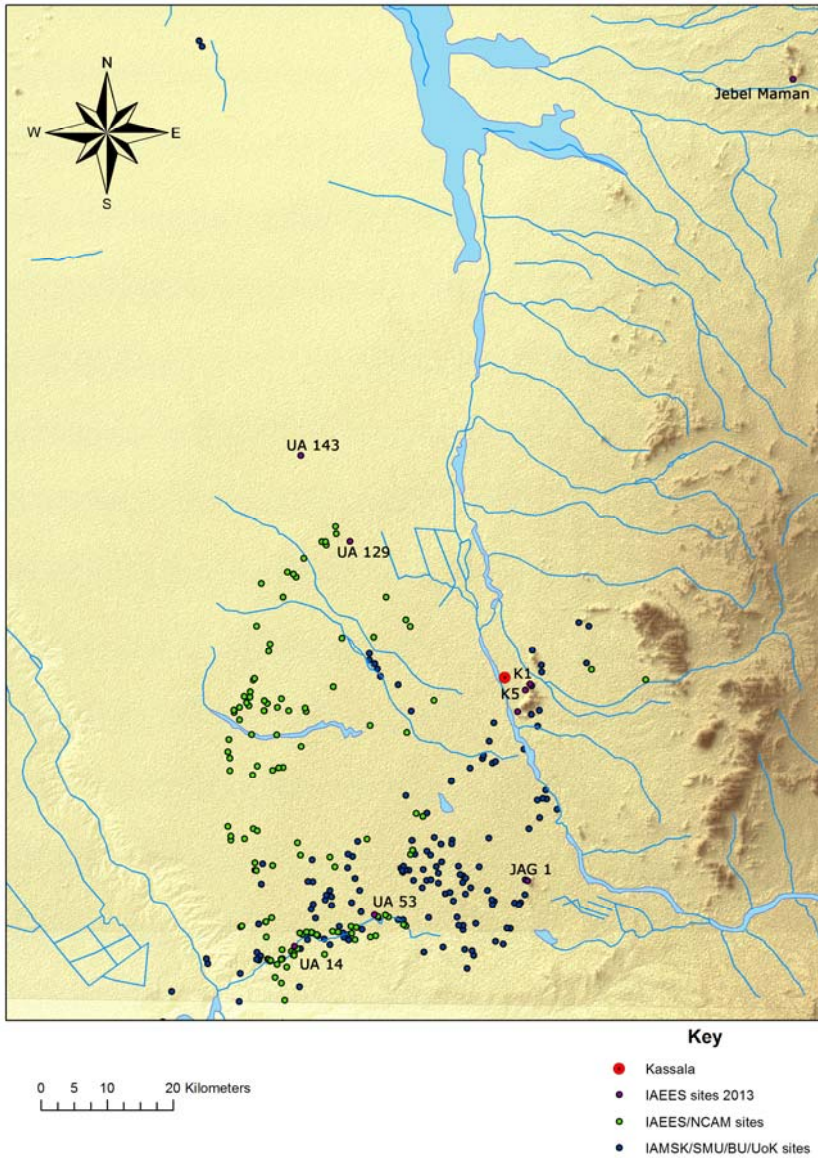 N
Jebel Maman
W E
S
UA 143
UA 129
K1
K5
JAG 1
UA 53
UA 14
Key
0 5 10 20 Kilometers
Kassala
IAEES sites 2013
IAEES/NCAM sites
IAMSK/SMU/BU/UoK sites